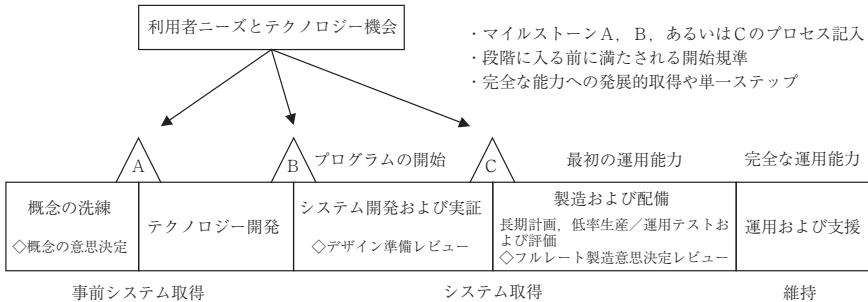 利用者ニーズとテクノロジー機会
・マイルストーンA，B，あるいはCのプロセス記入
・段階に入る前に満たされる開始規準
・完全な能力への発展的取得や単一ステップ
A
B
プログラムの開始
C
最初の運用能力
完全な運用能力
概念の洗練
◇概念の意思決定
テクノロジー開発
システム開発および実証
◇デザイン準備レビュー
製造および配備
長期計画，低率生産／運用テストお
よび評価
◇フルレート製造意思決定レビュー
運用および支援
事前システム取得
システム取得
維持